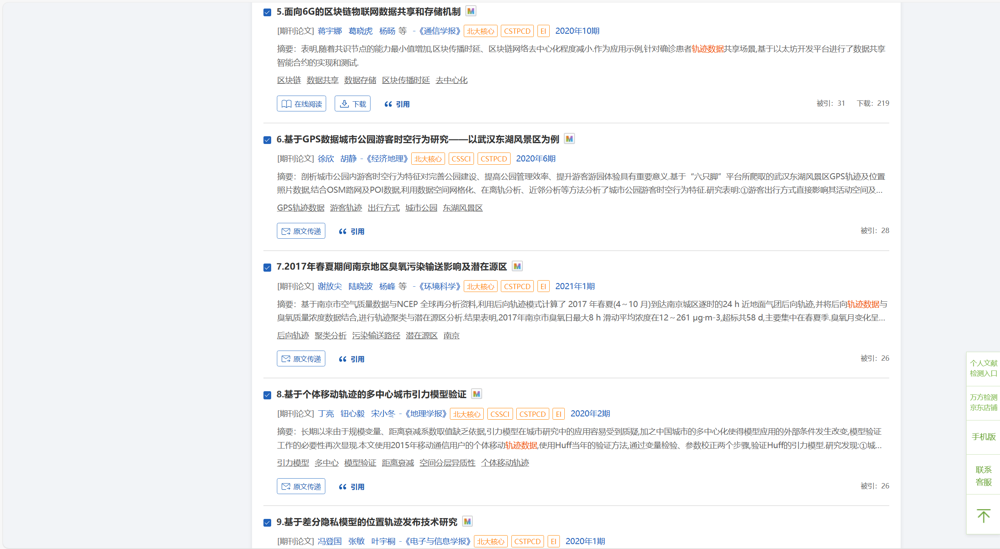 5.面向6G的区块链物联网数据共享和存储机制 M
[期刊论文] 蒋宇娜 葛晓虎 杨旸 等 -《通信学报》 北大核心 CSTPCD EI 2020年10期
摘要：表明,随着共识节点的能力最小值增加,区块传播时延、区块链网络去中心化程度减小.作为应用示例,针对确诊患者轨迹数据共享场景,基于以太坊开发平台进行了数据共享
智能合约的实现和测试.
区块链 数据共享 数据存储 区块传播时延 去中心化
在线阅读 下载 引用 被引：31 下载：219
6.基于GPS数据城市公园游客时空行为研究——以武汉东湖风景区为例 M
[期刊论文] 徐欣 胡静 -《经济地理》 北大核心 CSSCI CSTPCD 2020年6期
摘要：剖析城市公园内游客时空行为特征对完善公园建设、提高公园管理效率、提升游客游园体验具有重要意义.基于“六只脚”平台所爬取的武汉东湖风景区GPS轨迹及位置
照片数据,结合OSM路网及POI数据,利用数据空间网格化、在离轨分析、近邻分析等方法分析了城市公园游客时空行为特征.研究表明:①游客出行方式直接影响其活动空间及...
GPS轨迹数据 游客轨迹 出行方式 城市公园 东湖风景区
原文传递 引用 被引：28
7.2017年春夏期间南京地区臭氧污染输送影响及潜在源区 M
[期刊论文] 谢放尖 陆晓波 杨峰 等 -《环境科学》 北大核心 CSTPCD EI 2021年1期
摘要：基于南京市空气质量数据与NCEP 全球再分析资料,利用后向轨迹模式计算了 2017 年春夏(4～10 月)到达南京城区逐时的24 h 近地面气团后向轨迹,并将后向轨迹数据与
臭氧质量浓度数据结合,进行轨迹聚类与潜在源区分析.结果表明,2017年南京市臭氧日最大8 h 滑动平均浓度在12～261 μg·m-3,超标共58 d,主要集中在春夏季.臭氧月变化呈...
后向轨迹 聚类分析 污染输送路径 潜在源区 南京
原文传递 引用 被引：26
8.基于个体移动轨迹的多中心城市引力模型验证 M
[期刊论文] 丁亮 钮心毅 宋小冬 -《地理学报》 北大核心 CSSCI CSTPCD EI 2020年2期
摘要：长期以来由于规模变量、距离衰减系数取值缺乏依据,引力模型在城市研究中的应用容易受到质疑,加之中国城市的多中心化使得模型应用的外部条件发生改变,模型验证
工作的必要性再次显现.本文使用2015年移动通信用户的个体移动轨迹数据,使用Huff当年的验证方法,通过变量检验、参数校正两个步骤,验证Huff的引力模型.研究发现:①城...
引力模型 多中心 模型验证 距离衰减 空间分层异质性 个体移动轨迹
原文传递 引用 被引：26
9.基于差分隐私模型的位置轨迹发布技术研究 M
[期刊论文] 冯登国 张敏 叶宇桐 -《电子与信息学报》 北大核心 CSTPCD EI 2020年1期
个人文献
检测入口
万方检测
京东店铺
手机版
联系
客服